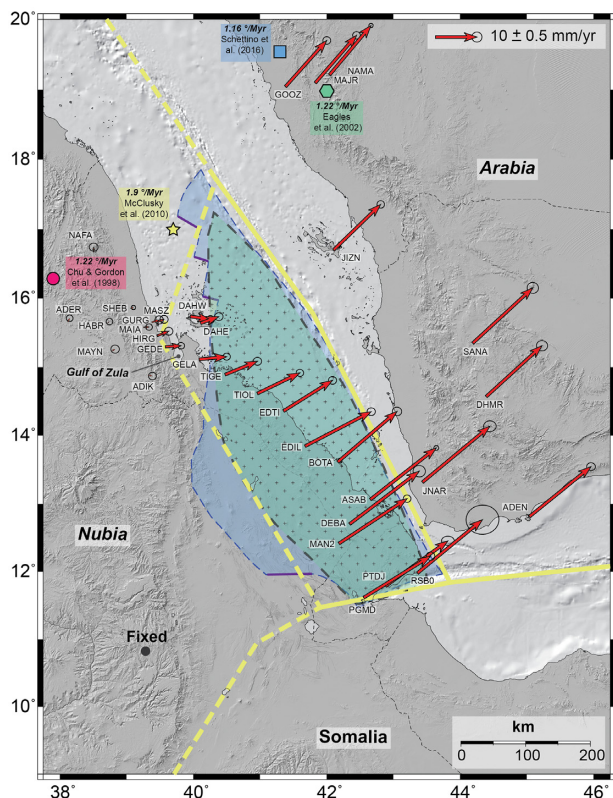 20°
18°
16°
14°
12°
10°
38° 40° 42° 44° 46°
10 ± 0.5 mm/yr
1.16 °/Myr
Schettino et al.
(2016)
GOOZ
MAJR
NAMA
1.22 °/Myr
Eagles
et al. (2002)
Arabia
1.9 °/Myr
McClusky
et al. (2010)
NAFA
1.22 °/Myr
Chu & Gordon
et al. (1998)
JIZN
ADER
HABR
SHEB
GURG
MAIA
HIRG
GEDE
MASZ
DAHW
DAHE
MAYN
Gulf of Zula
ADIK
GELA
TIGE
TIOL
EDTI
EDIL
BOTA
SANA
DHMR
ASAB
DEBA
MAN2
JNAR
ADEN
Nubia
PTDJ
RSB0
PGMD
Fixed
Somalia
km
0 100 200